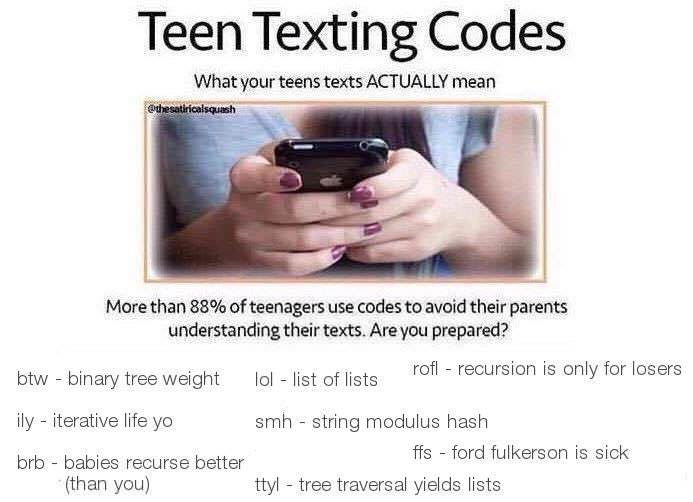 Teen Texting Codes
What your teens texts ACTUALLY mean
@thesatiricalsquash
More than 88% of teenagers use codes to avoid their parents
understanding their texts. Are you prepared?
btw - binary tree weight
ily - iterative life yo
brb - babies recurse better
(than you)
lol - list of lists
smh - string modulus hash
ttyl - tree traversal yields lists
rofl - recursion is only for losers
ffs - ford fulkerson is sick